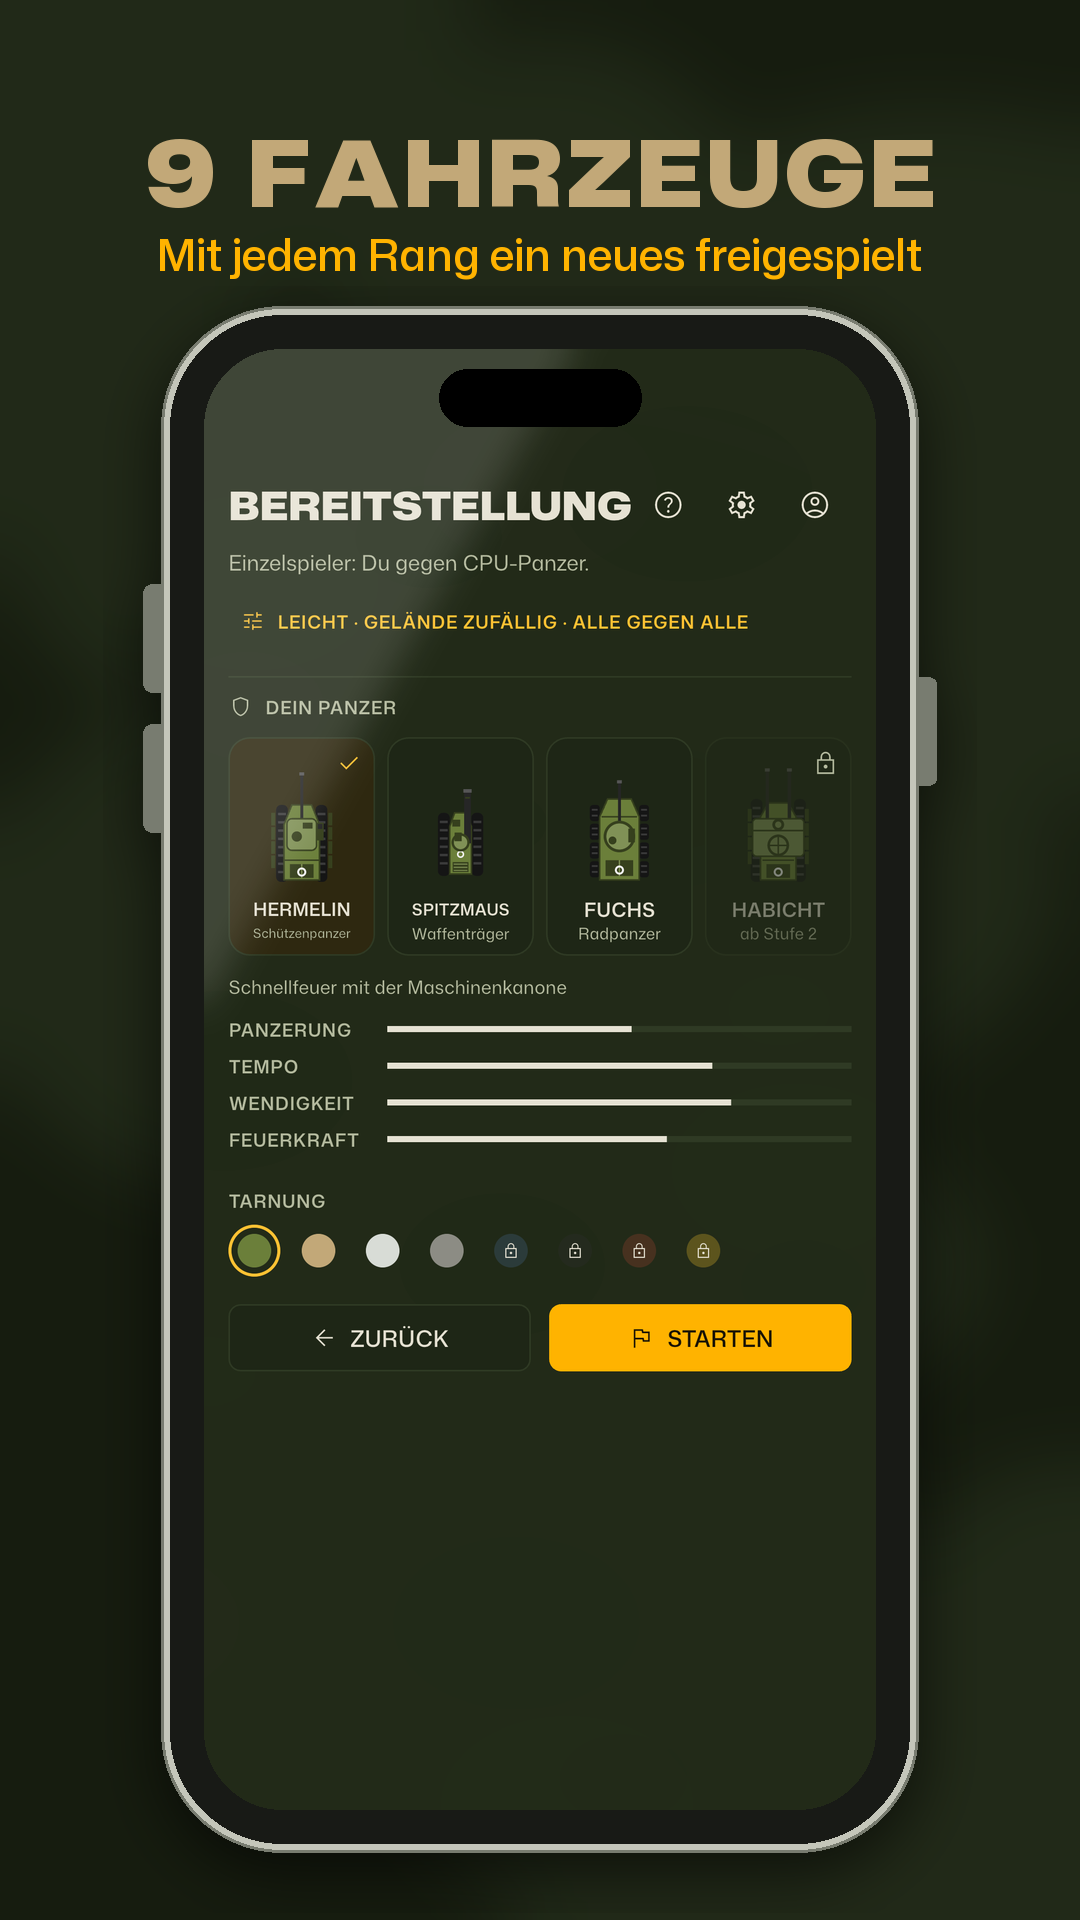 9 FAHRZEUGE
Mit jedem Rang ein neues freigespielt
BEREITSTELLUNG
Einzelspieler: Du gegen CPU-Panzer.
LEICHT · GELÄNDE ZUFÄLLIG · ALLE GEGEN ALLE
DEIN PANZER
HERMELIN
Schützenpanzer
SPITZMAUS
Waffenträger
FUCHS
Radpanzer
HABICHT
ab Stufe 2
Schnellfeuer mit der Maschinenkanone
PANZERUNG
TEMPO
WENDIGKEIT
FEUERKRAFT
TARNUNG
ZURÜCK
STARTEN